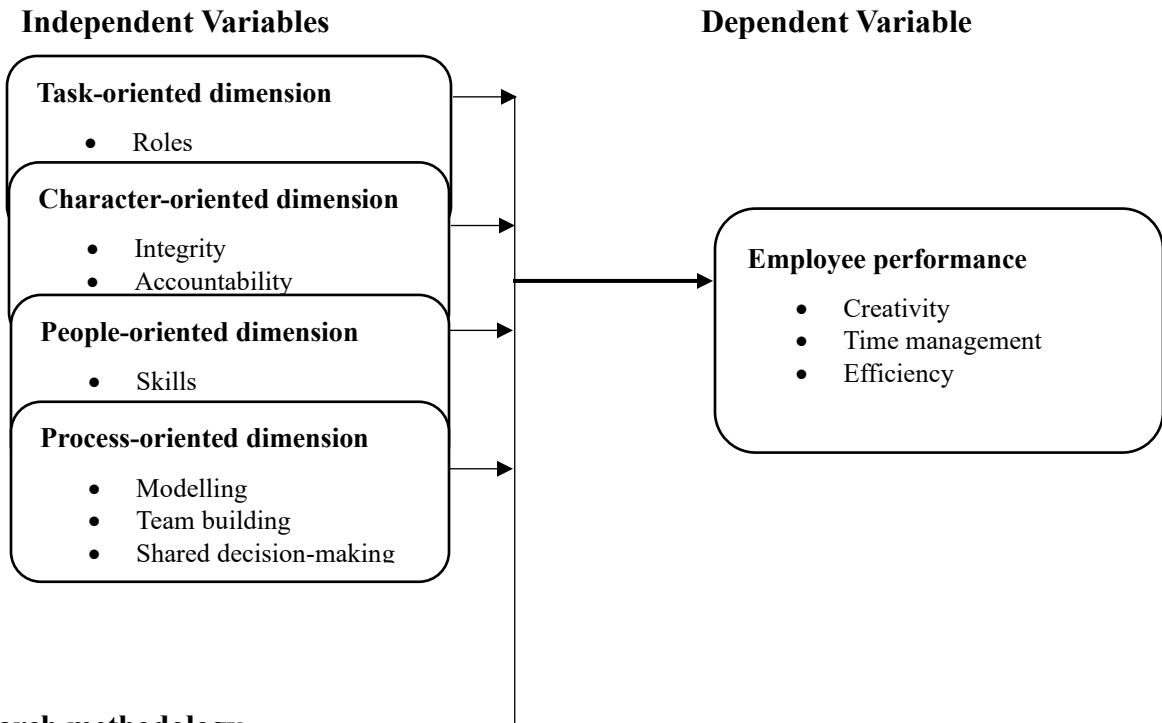 Independent Variables
Dependent Variable
Task-oriented dimension
• Roles
Character-oriented dimension
• Integrity
• Accountability
People-oriented dimension
• Skills
Process-oriented dimension
• Modelling
• Team building
• Shared decision-making
Employee performance
• Creativity
• Time management
• Efficiency
methodology